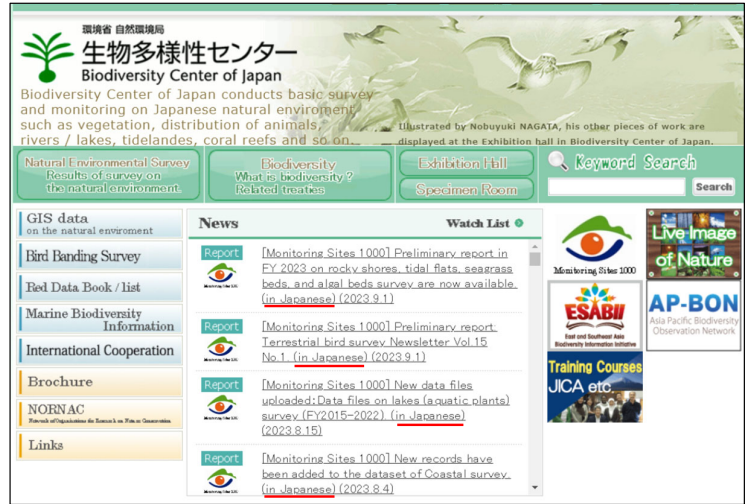 環境省 自然環境局
生物多様性センター
Biodiversity Center of Japan
Biodiversity Center of Japan conducts basic survey
and monitoring on Japanese natural enviroment,
such as vegetation, distribution of animals,
rivers / lakes, tidelandes, coral reefs and so on.
Illustrated by Nobuyuki NAGATA, his other pieces of work are
displayed at the Exhibition hall in Biodiversity Center of Japan.
Natural Environmental Survey
Results of survey on
the natural environment
Biodiversity
What is biodiversity ?
Related treaties
Exhibition Hall
Specimen Room
Keyword Search
Search
GIS data
on the natural enviroment
Bird Banding Survey
Red Data Book / list
Marine Biodiversity
Information
International Cooperation
Brochure
NORNAC
Links
News
Watch List
Report
[Monitoring Sites 1000] Preliminary report in
FY 2023 on rocky shores, tidal flats, seagrass
beds, and algal beds survey are now available.
(in Japanese) (2023.9.1)
Report
[Monitoring Sites 1000] Preliminary report:
Terrestrial bird survey Newsletter Vol.15
No.1. (in Japanese) (2023.9.1)
Report
[Monitoring Sites 1000] New data files
uploaded:Data files on lakes (aquatic plants)
survey (FY2015-2022). (in Japanese)
(2023.8.15)
Report
[Monitoring Sites 1000] New records have
been added to the dataset of Coastal survey.
(in Japanese) (2023.8.4)
Monitoring Sites 1000
Live Image
of Nature
ESABII
East and Southeast Asia
Biodiversity Information Initiative
AP-BON
Asia Pacific Biodiversity
Observation Network
Training Courses
JICA etc.